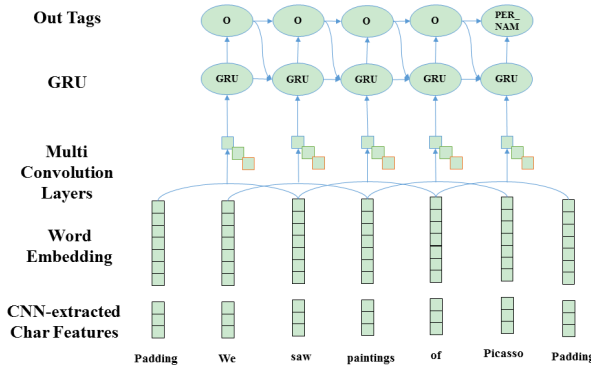 Out Tags
O O O O PER_
NAM
GRU
GRU GRU GRU GRU GRU
Multi
Convolution
Layers
Word
Embedding
CNN-extracted
Char Features
Padding We saw paintings of Picasso Padding